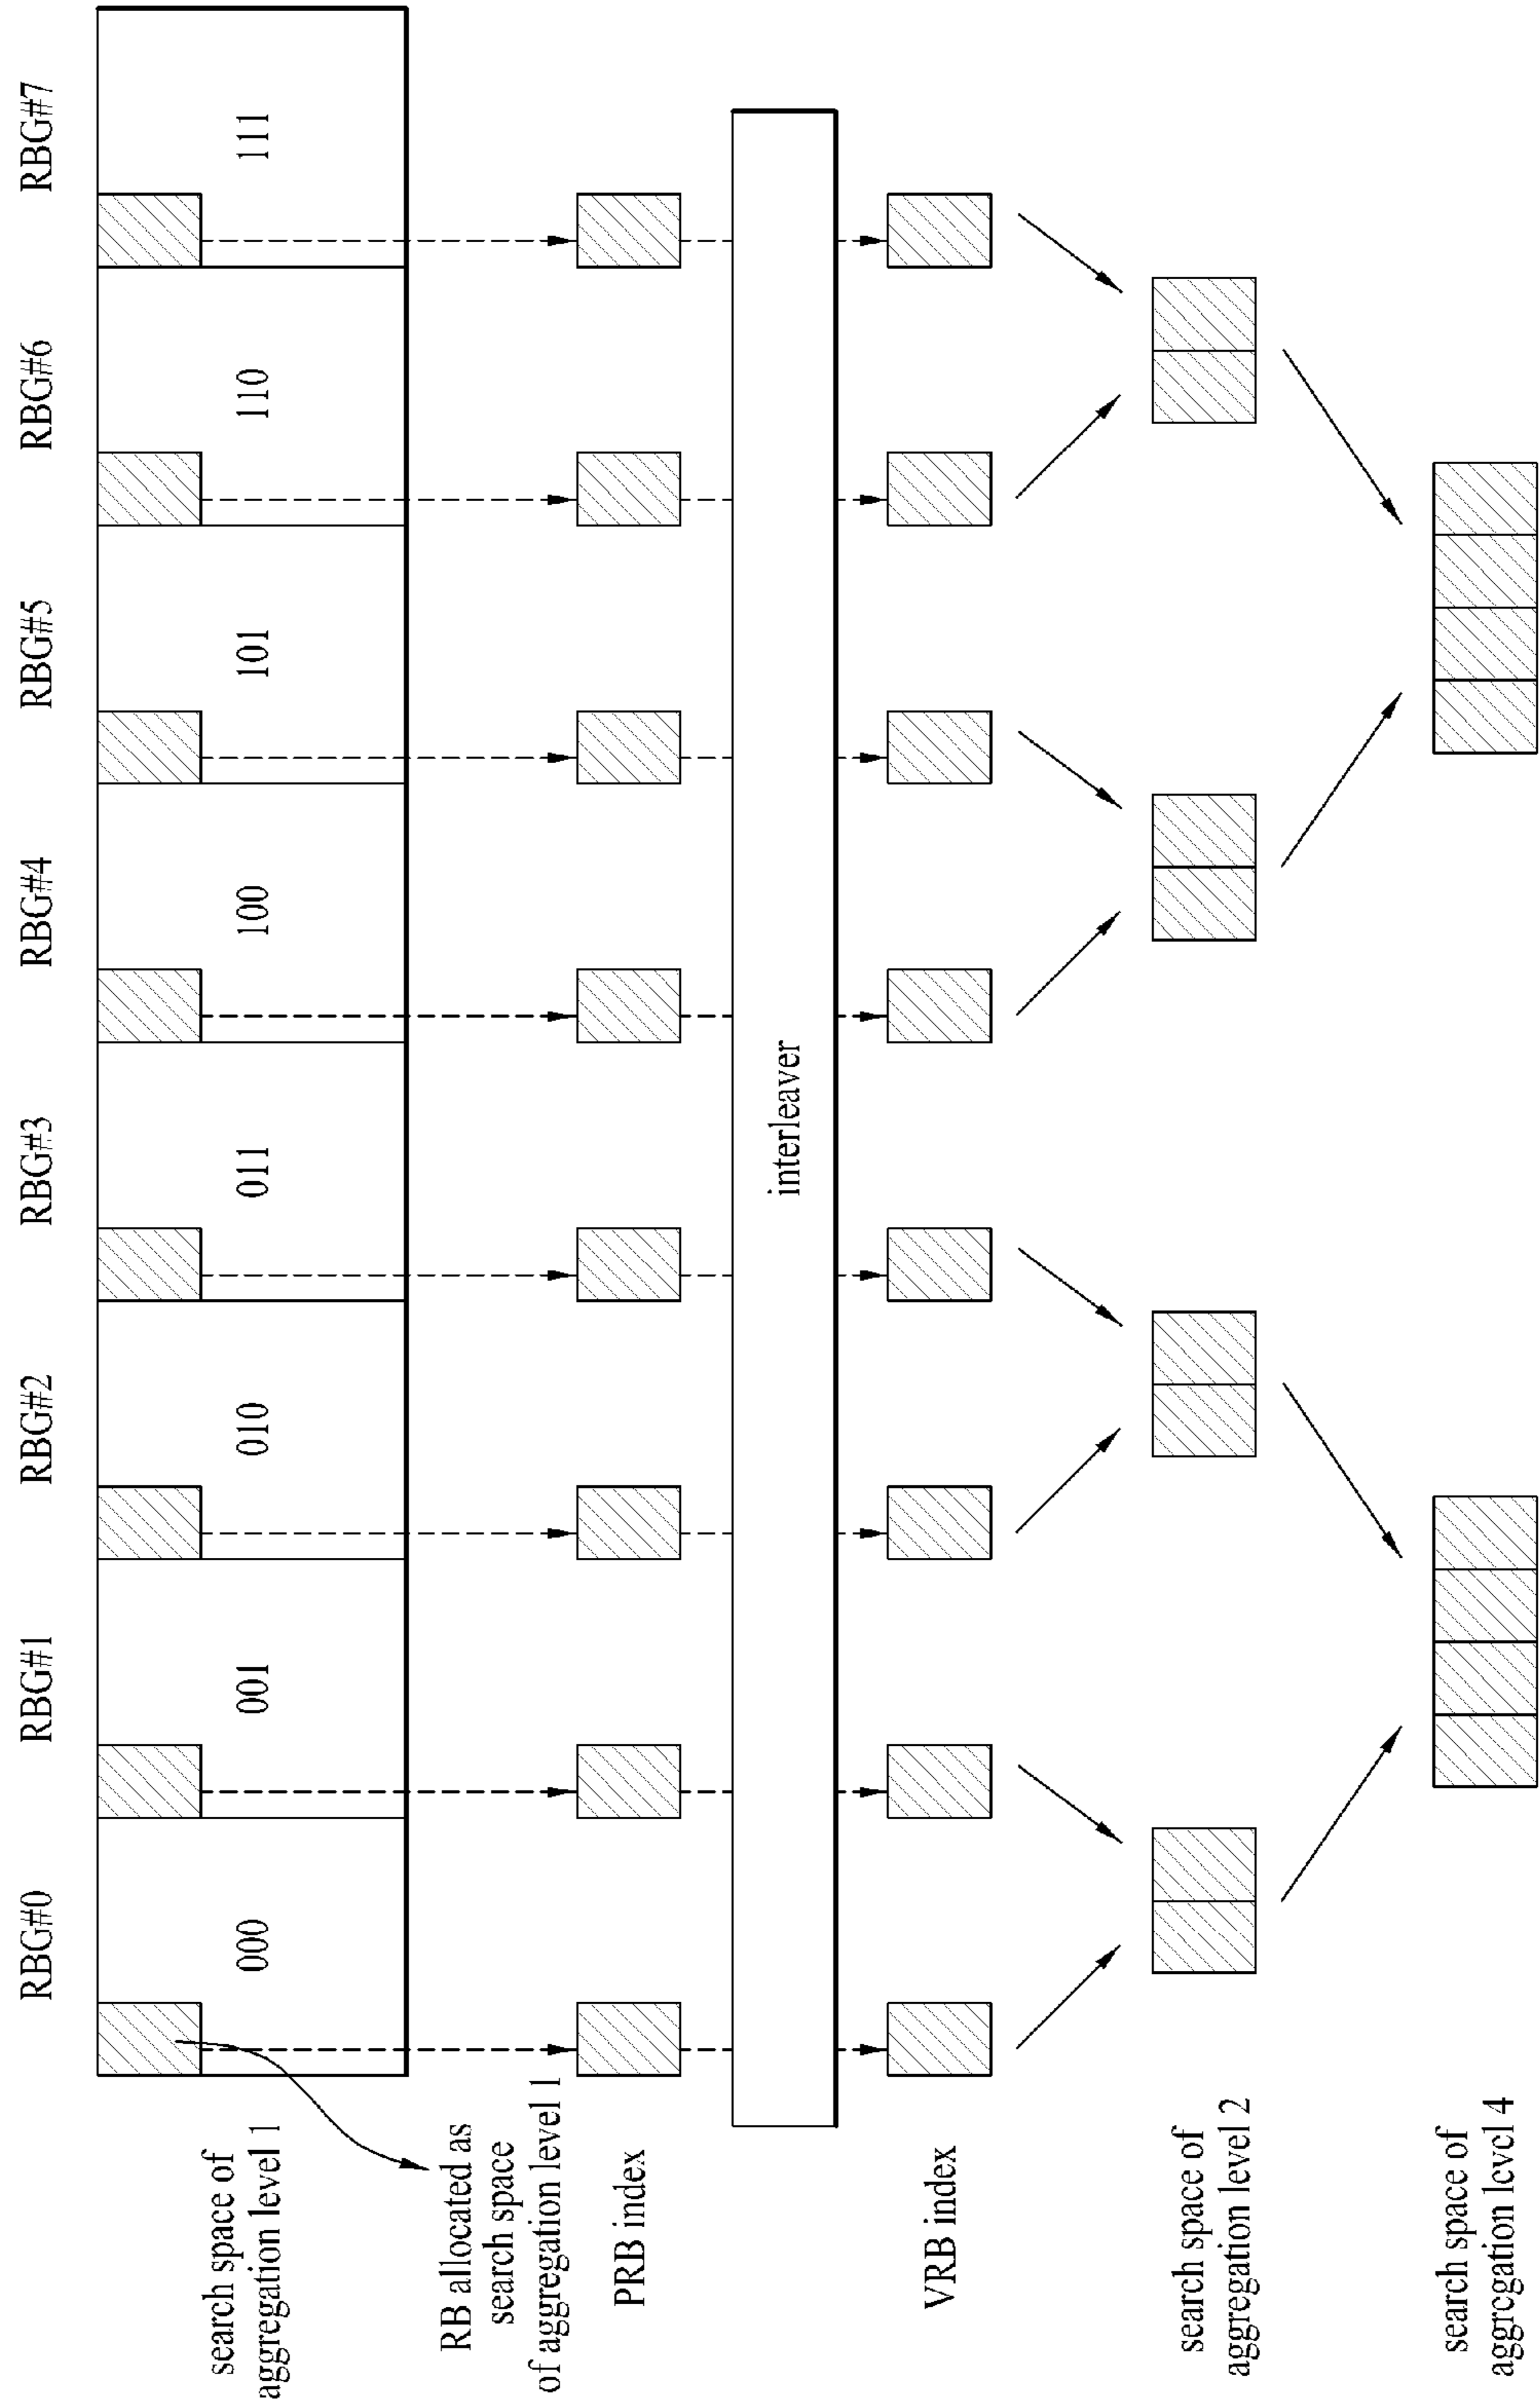 RBG#0
RBG#1
RBG#2
RBG#3
RBG#4
RBG#5
RBG#6
RBG#7
search space of
aggregation level 1
000
001
010
011
100
101
110
111
RB allocated as
search space
of aggregation level 1
PRB index
interleaver
VRB index
search space of
aggregation level 2
search space of
aggregation level 4